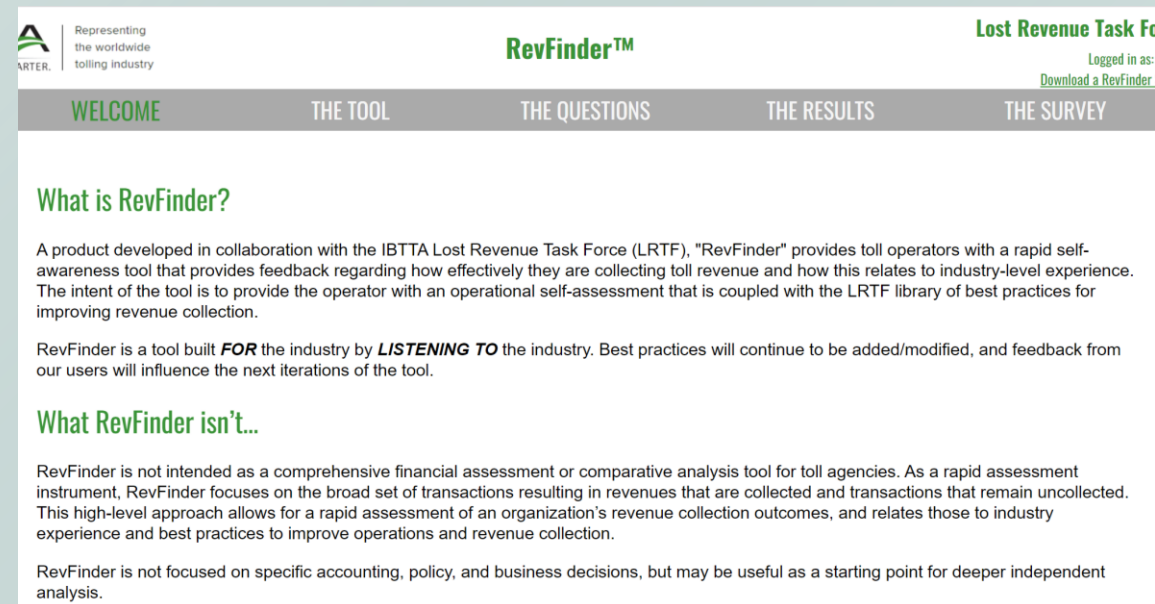 Representing
the worldwide
tolling industry
ARTER.
RevFinder™
Lost Revenue Task Fo
Logged in as:
Download a RevFinder
WELCOME THE TOOL THE QUESTIONS THE RESULTS THE SURVEY
What is RevFinder?
A product developed in collaboration with the IBTTA Lost Revenue Task Force (LRTF), "RevFinder" provides toll operators with a rapid self-
awareness tool that provides feedback regarding how effectively they are collecting toll revenue and how this relates to industry-level experience.
The intent of the tool is to provide the operator with an operational self-assessment that is coupled with the LRTF library of best practices for
improving revenue collection.
RevFinder is a tool built FOR the industry by LISTENING TO the industry. Best practices will continue to be added/modified, and feedback from
our users will influence the next iterations of the tool.
What RevFinder isn’t...
RevFinder is not intended as a comprehensive financial assessment or comparative analysis tool for toll agencies. As a rapid assessment
instrument, RevFinder focuses on the broad set of transactions resulting in revenues that are collected and transactions that remain uncollected.
This high-level approach allows for a rapid assessment of an organization’s revenue collection outcomes, and relates those to industry
experience and best practices to improve operations and revenue collection.
RevFinder is not focused on specific accounting, policy, and business decisions, but may be useful as a starting point for deeper independent
analysis.